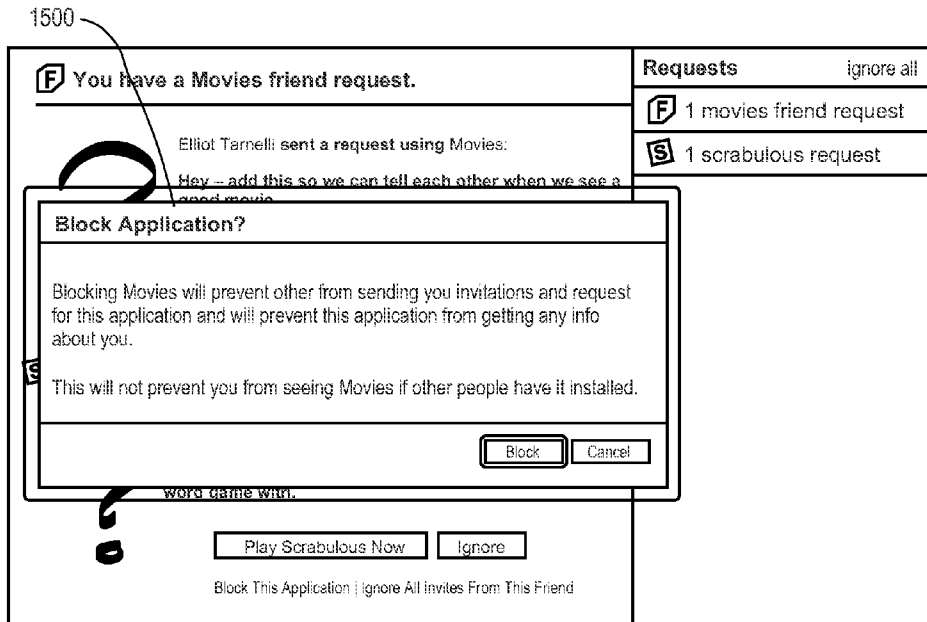 1500
F You have a Movies friend request.
Requests ignore all
F 1 movies friend request
S 1 scrabulous request
Elliot Tarnelli sent a request using Movies:
Hey – add this so we can tell each other when we see a
good movie
Block Application?
Blocking Movies will prevent other from sending you invitations and request
for this application and will prevent this application from getting any info
about you.
S
This will not prevent you from seeing Movies if other people have it installed.
Block Cancel
word game with.
Play Scrabulous Now Ignore
Block This Application | Ignore All Invites From This Friend